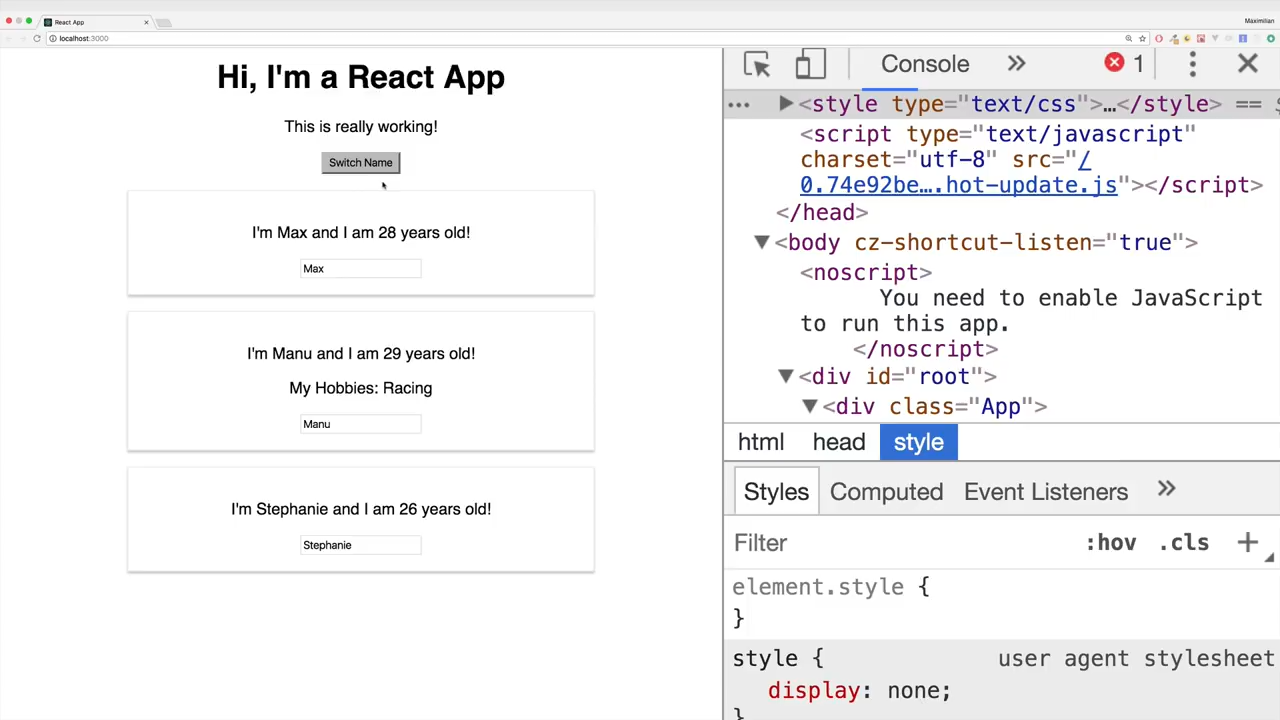 React App
Maximilian
localhost:3000
Hi, I'm a React App
This is really working!
Switch Name
I'm Max and I am 28 years old!
Max
I'm Manu and I am 29 years old!
My Hobbies: Racing
Manu
I'm Stephanie and I am 26 years old!
Stephanie
Console
1
<style type="text/css">…</style> ==
<script type="text/javascript"
charset="utf-8" src="/
0.74e92be….hot-update.js"></script>
</head>
<body cz-shortcut-listen="true">
<noscript>
You need to enable JavaScript
to run this app.
</noscript>
<div id="root">
<div class="App">
html head style
Styles Computed Event Listeners
Filter :hov .cls +
element.style {
}
style { user agent stylesheet
display: none;
}